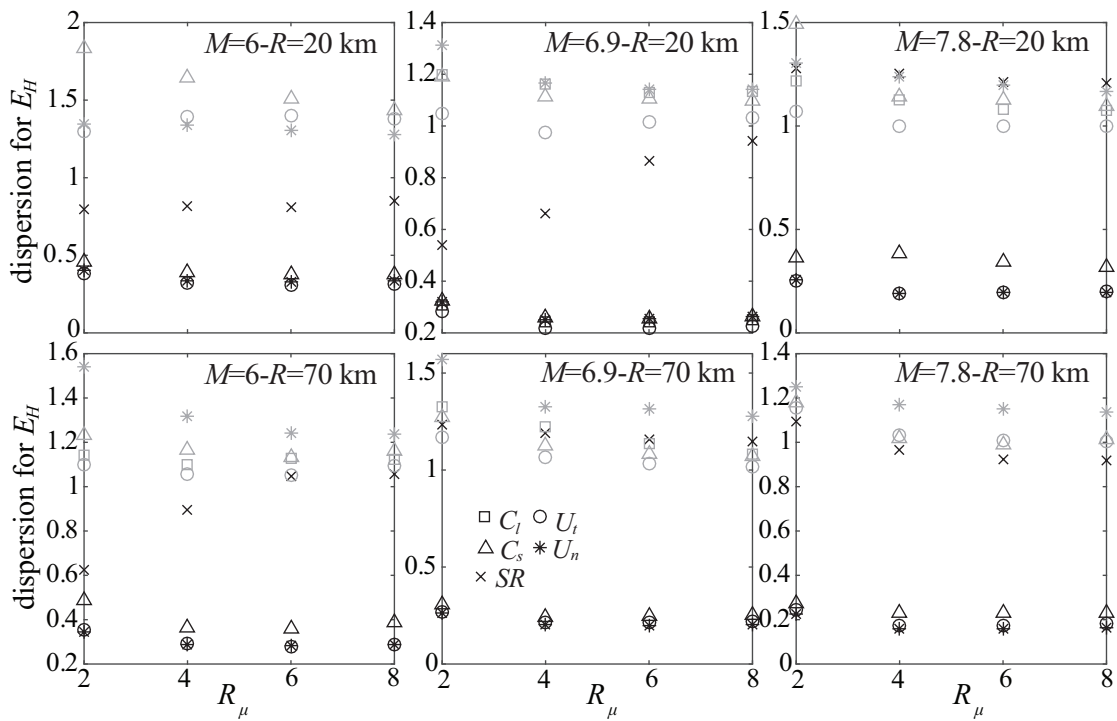 dispersion for E_H
2
1.5
1
0.5
0
M=6-R=20 km
1.4
1.2
1
0.8
0.6
0.4
0.2
M=6.9-R=20 km
1.5
1
0.5
0
M=7.8-R=20 km
dispersion for E_H
1.6
1.4
1.2
1
0.8
0.6
0.4
0.2
M=6-R=70 km
2 4 6 8
R_μ
1.5
1
0.5
0
M=6.9-R=70 km
C_l U_t
C_s U_n
SR
2 4 6 8
R_μ
1.4
1.2
1
0.8
0.6
0.4
0.2
0
M=7.8-R=70 km
2 4 6 8
R_μ